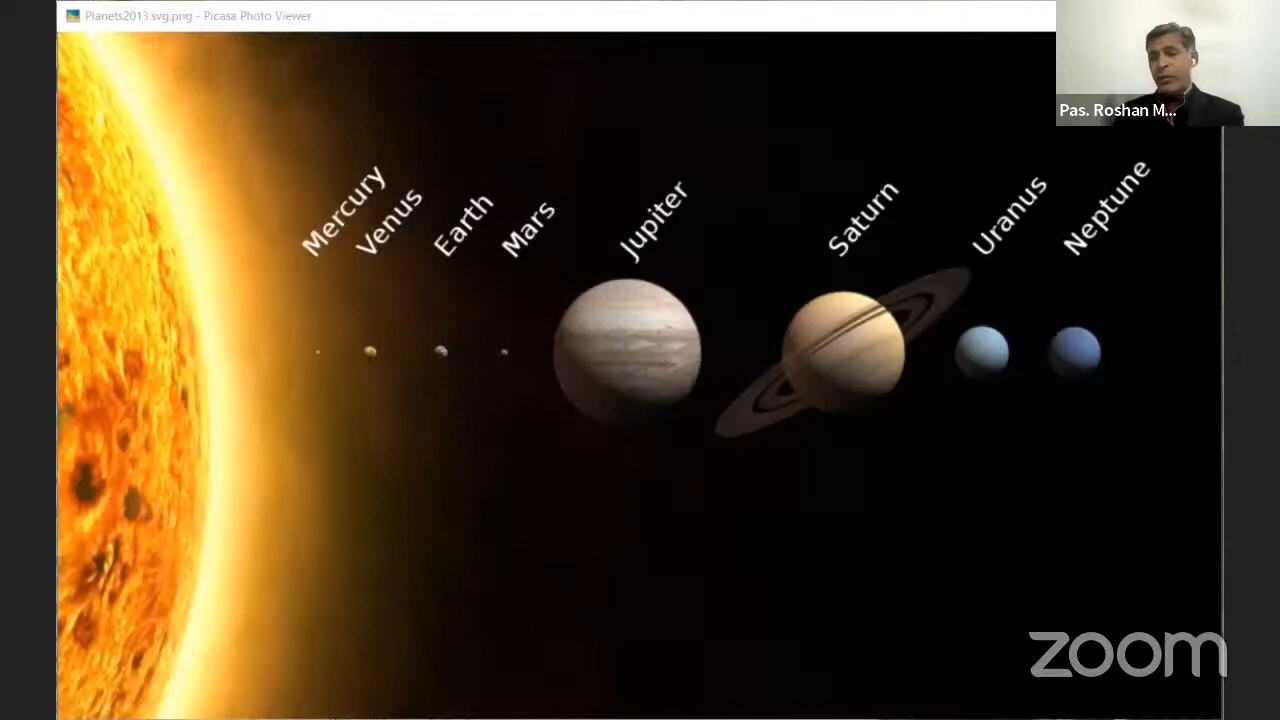 Planets2013.svg.png - Picasa Photo Viewer
Pas. Roshan M...
Mercury
Venus
Earth
Mars
Jupiter
Saturn
Uranus
Neptune
zoom